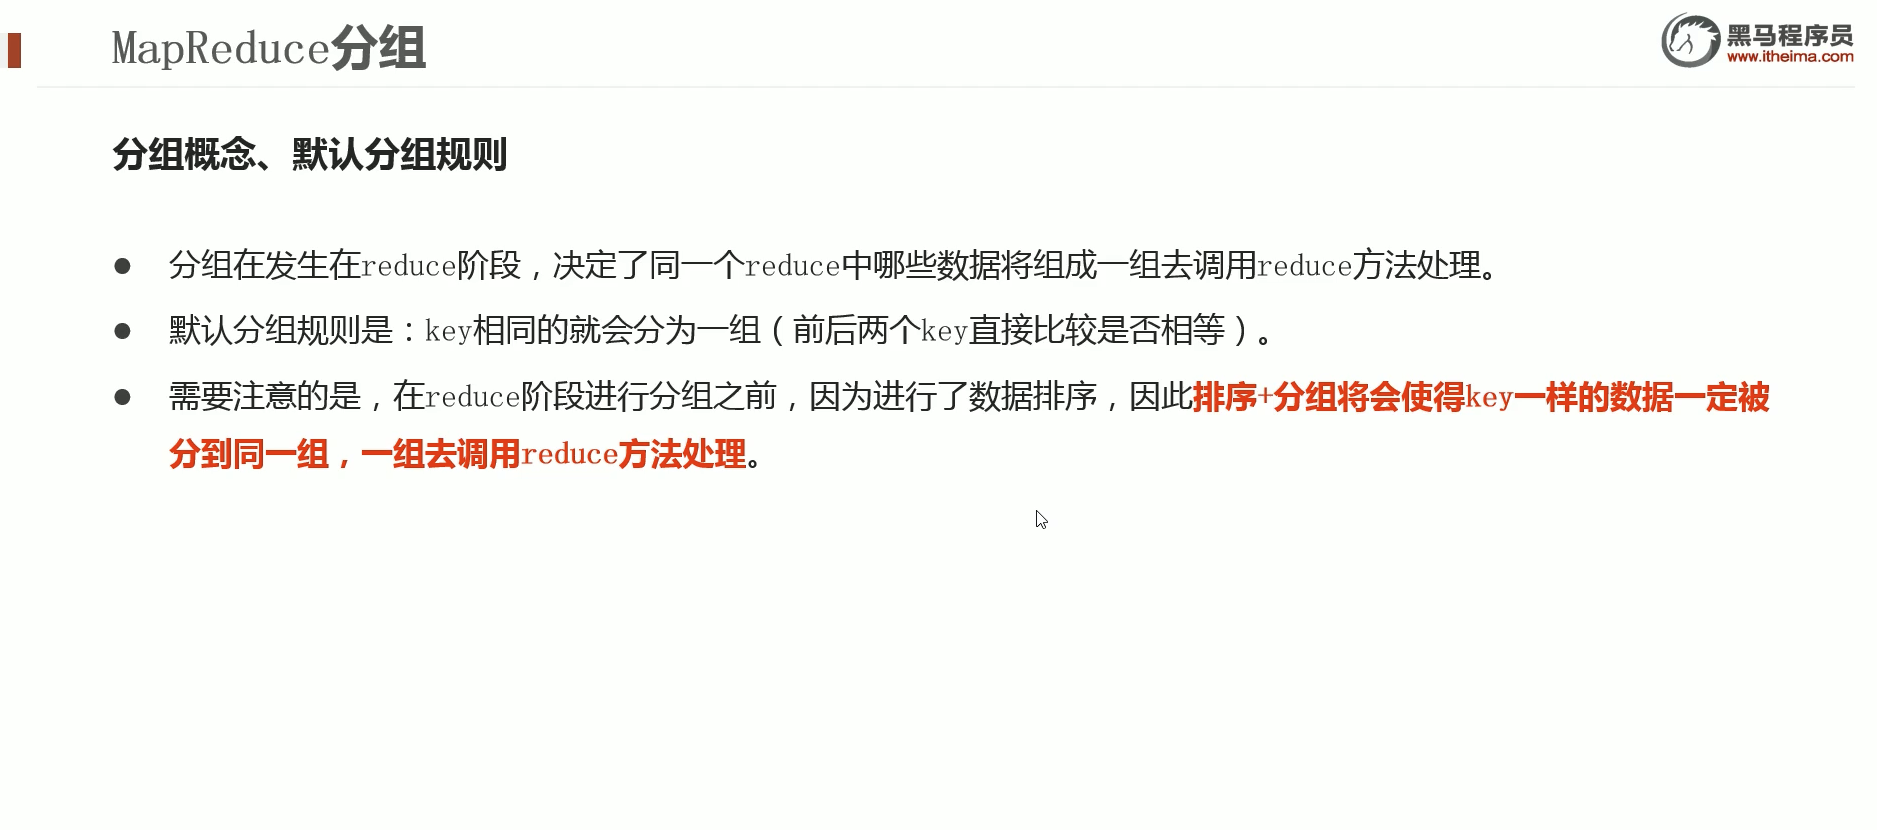 MapReduce分组
黑马程序员
www.itheima.com
分组概念、默认分组规则
● 分组在发生在reduce阶段，决定了同一个reduce中哪些数据将组成一组去调用reduce方法处理。
● 默认分组规则是：key相同的就会分为一组（前后两个key直接比较是否相等）。
● 需要注意的是，在reduce阶段进行分组之前，因为进行了数据排序，因此排序+分组将会使得key一样的数据一定被
分到同一组，一组去调用reduce方法处理。